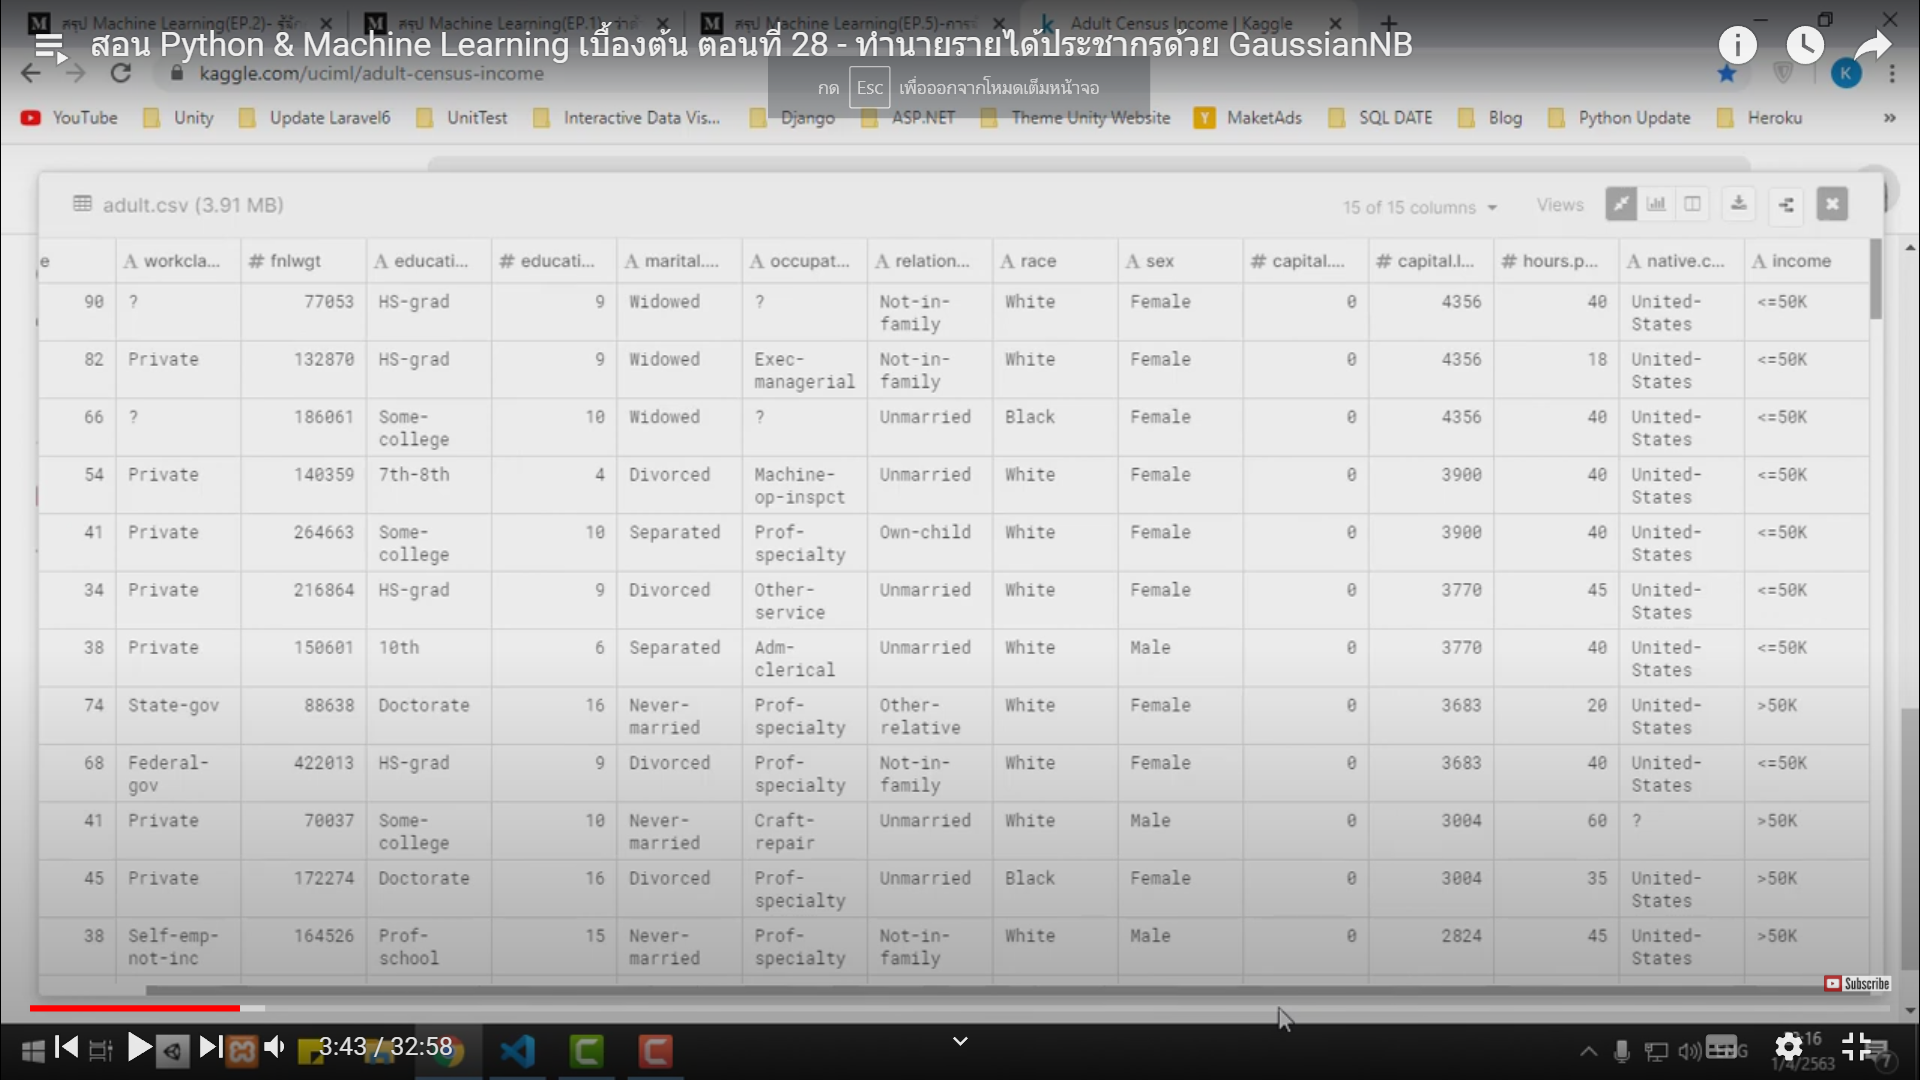 สรุป Machine Learning(EP.2)- รู้จัก
สรุป Machine Learning(EP.1)
สรุป Machine Learning(EP.5)-การ
Adult Census Income | Kaggle
สอน Python & Machine Learning เบื้องต้น ตอนที่ 28 - ทำนายรายได้ประชากรด้วย GaussianNB
kaggle.com/uciml/adult-census-income
K
กด Esc เพื่อออกจากโหมดเต็มหน้าจอ
YouTube Unity Update Laravel6 UnitTest Interactive Data Vis... Django ASP.NET Theme Unity Website MaketAds SQL DATE Blog Python Update Heroku »
adult.csv (3.91 MB) 15 of 15 columns Views
e A workcla... # fnlwgt A educati... # educati... A marital.... A occupat... A relation... A race A sex # capital.... # capital.l... # hours.p... A native.c... A income
90 ? 77053 HS-grad 9 Widowed ? Not-in-family White Female 0 4356 40 United-States <=50K
82 Private 132870 HS-grad 9 Widowed Exec-managerial Not-in-family White Female 0 4356 18 United-States <=50K
66 ? 186061 Some-college 10 Widowed ? Unmarried Black Female 0 4356 40 United-States <=50K
54 Private 140359 7th-8th 4 Divorced Machine-op-inspct Unmarried White Female 0 3900 40 United-States <=50K
41 Private 264663 Some-college 10 Separated Prof-specialty Own-child White Female 0 3900 40 United-States <=50K
34 Private 216864 HS-grad 9 Divorced Other-service Unmarried White Female 0 3770 45 United-States <=50K
38 Private 150601 10th 6 Separated Adm-clerical Unmarried White Male 0 3770 40 United-States <=50K
74 State-gov 88638 Doctorate 16 Never-married Prof-specialty Other-relative White Female 0 3683 20 United-States >50K
68 Federal-gov 422013 HS-grad 9 Divorced Prof-specialty Not-in-family White Female 0 3683 40 United-States <=50K
41 Private 70037 Some-college 10 Never-married Craft-repair Unmarried White Male 0 3004 60 ? >50K
45 Private 172274 Doctorate 16 Divorced Prof-specialty Unmarried Black Female 0 3004 35 United-States >50K
38 Self-emp-not-inc 164526 Prof-school 15 Never-married Prof-specialty Not-in-family White Male 0 2824 45 United-States >50K
Subscribe
3:43 / 32:58
1/4/2563
7